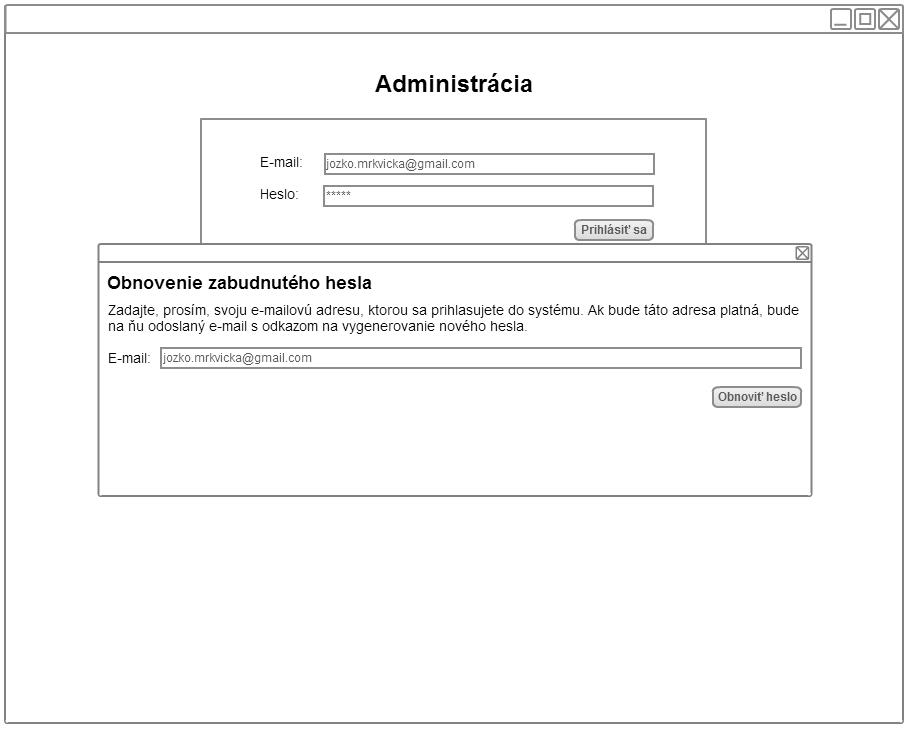 Administrácia
E-mail: jozko.mrkvicka@gmail.com
Heslo: *****
Prihlásiť sa
Obnovenie zabudnutého hesla
Zadajte, prosím, svoju e-mailovú adresu, ktorou sa prihlasujete do systému. Ak bude táto adresa platná, bude
na ňu odoslaný e-mail s odkazom na vygenerovanie nového hesla.
E-mail: jozko.mrkvicka@gmail.com
Obnoviť heslo